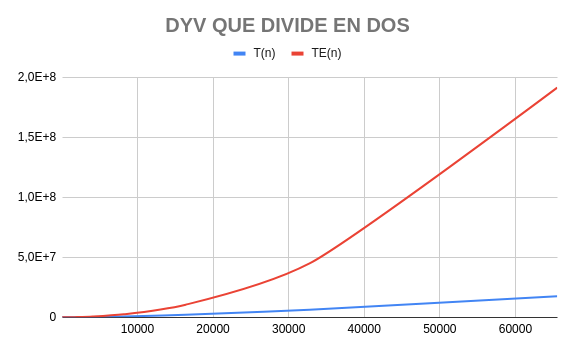 DYV QUE DIVIDE EN DOS
T(n) TE(n)
2,0E+8
1,5E+8
1,0E+8
5,0E+7
0
10000 20000 30000 40000 50000 60000